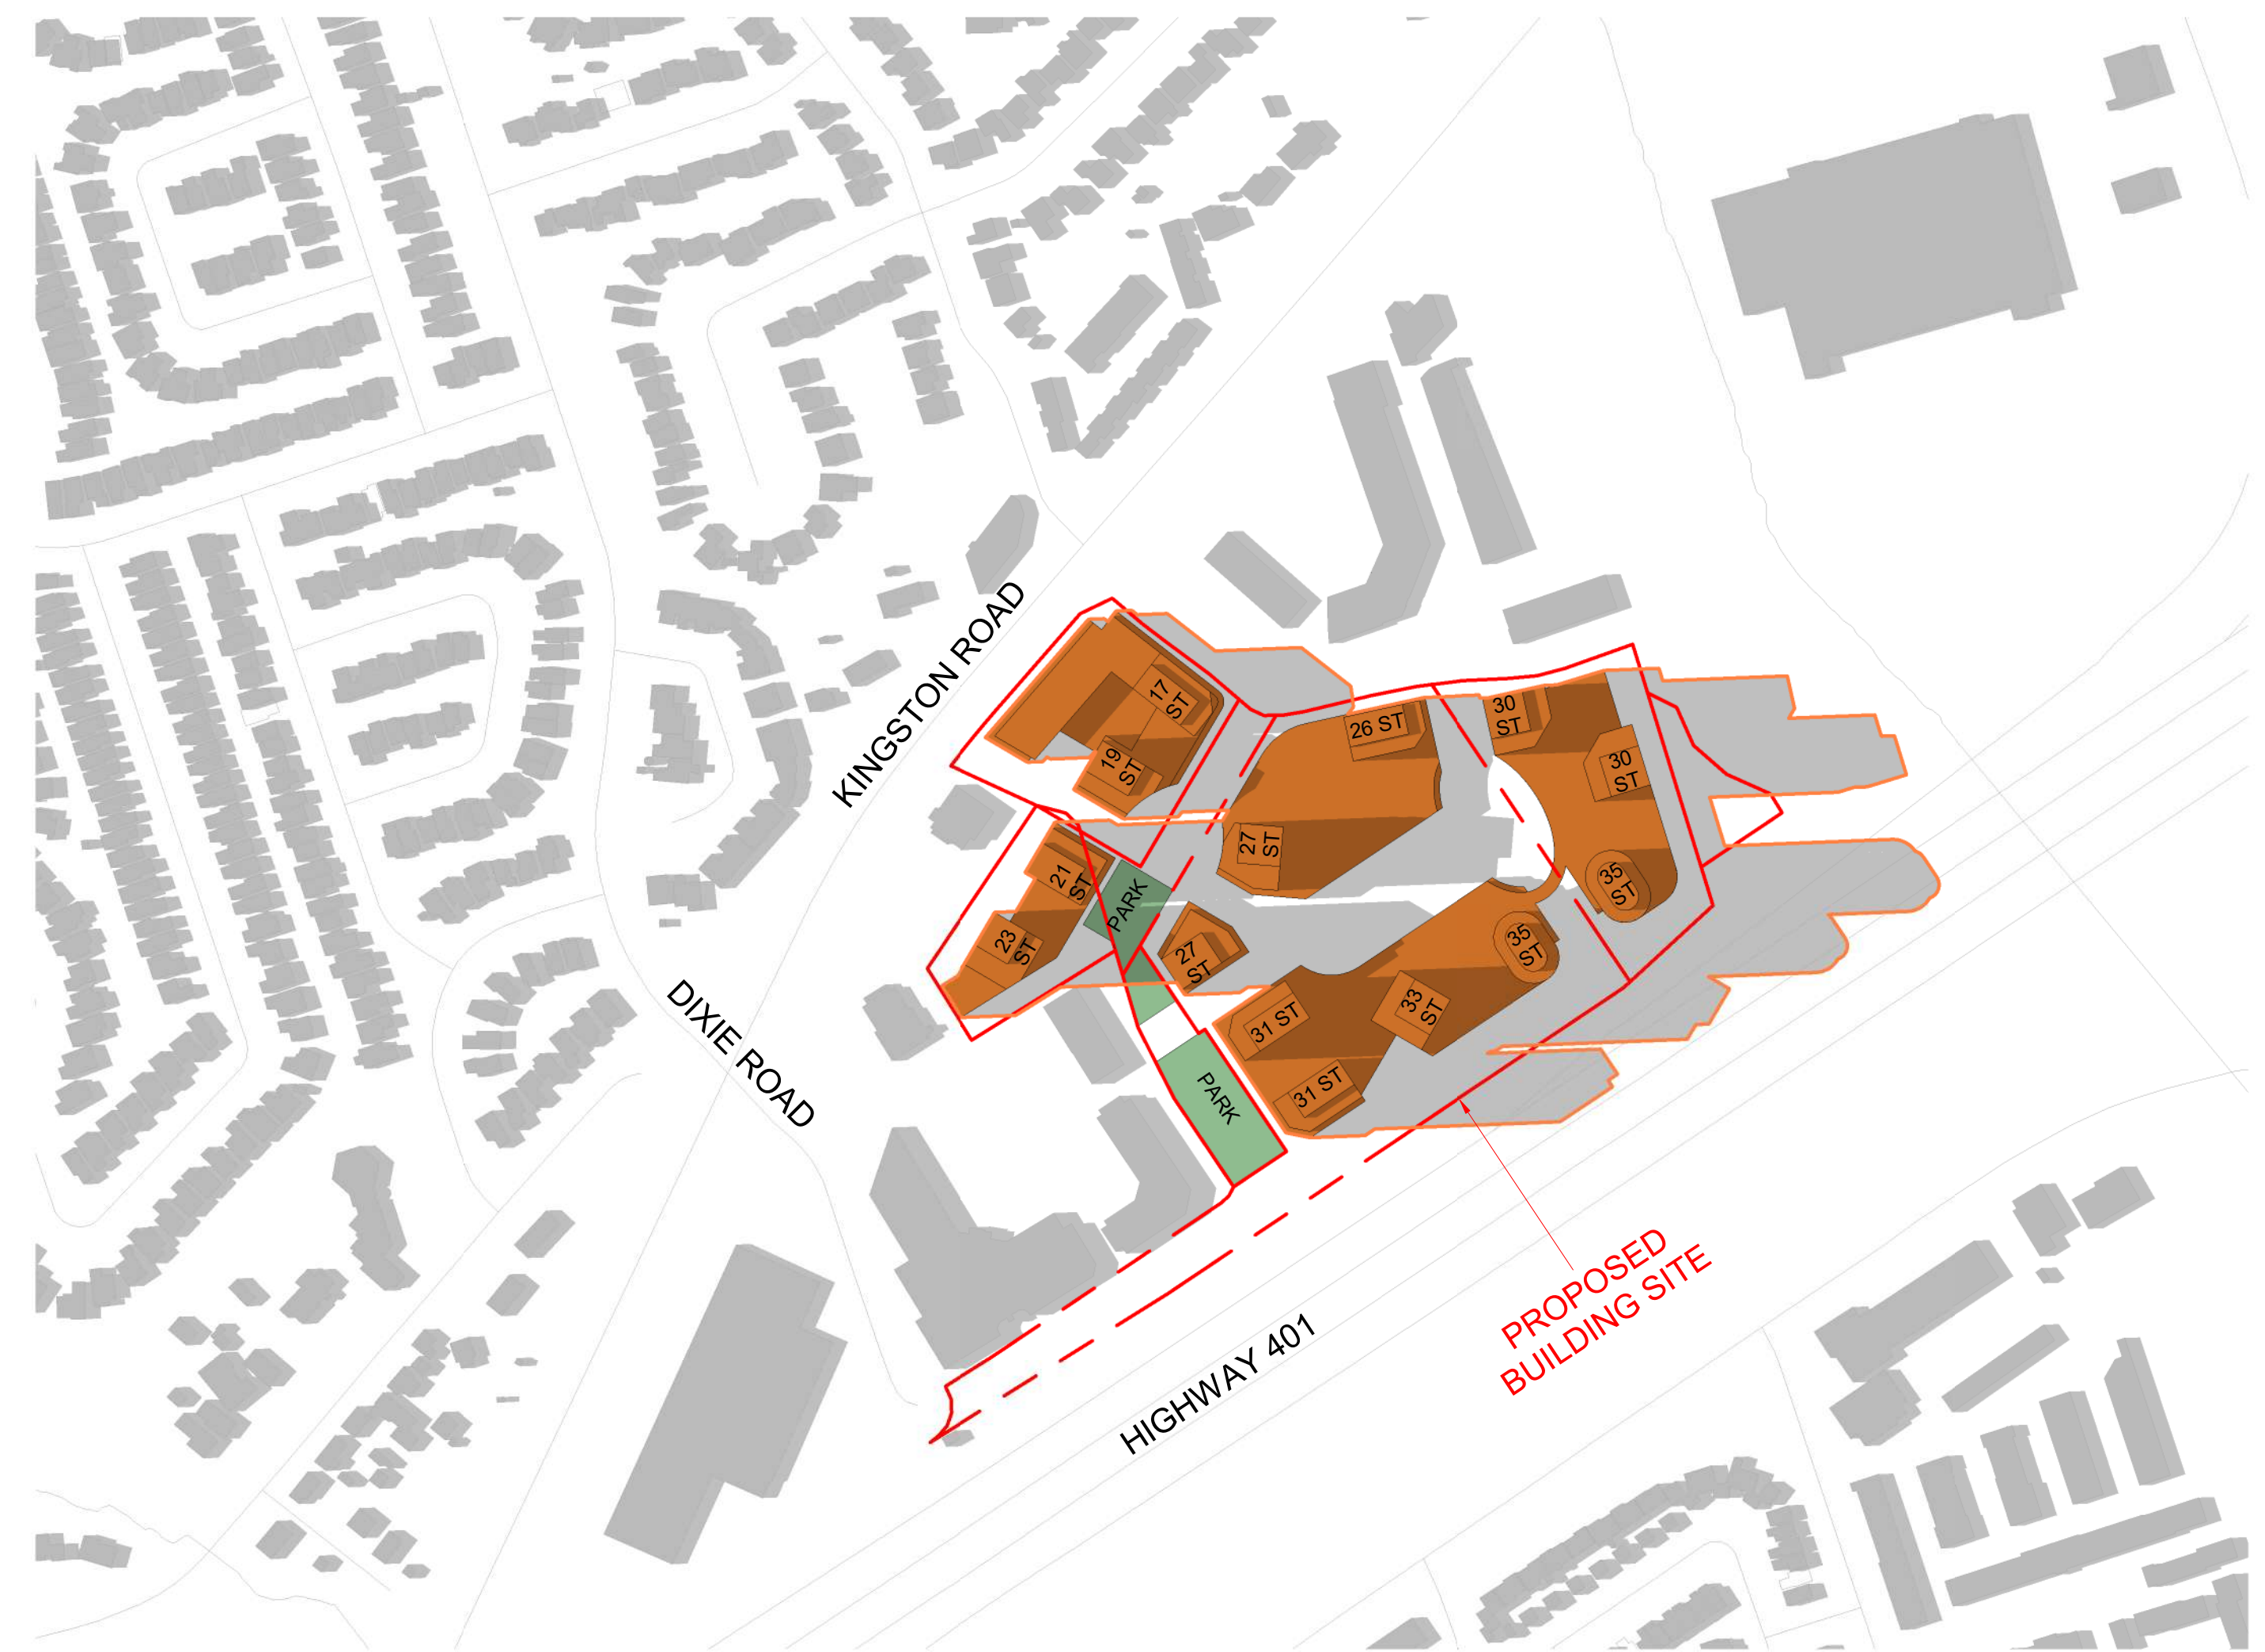 KINGSTON ROAD
17
ST
19
ST
26 ST
30
ST
30
ST
27
ST
21
ST
PARK
35
ST
23
ST
27
ST
35
ST
31 ST
33
ST
31 ST
PARK
DIXIE ROAD
HIGHWAY 401
PROPOSED
BUILDING SITE